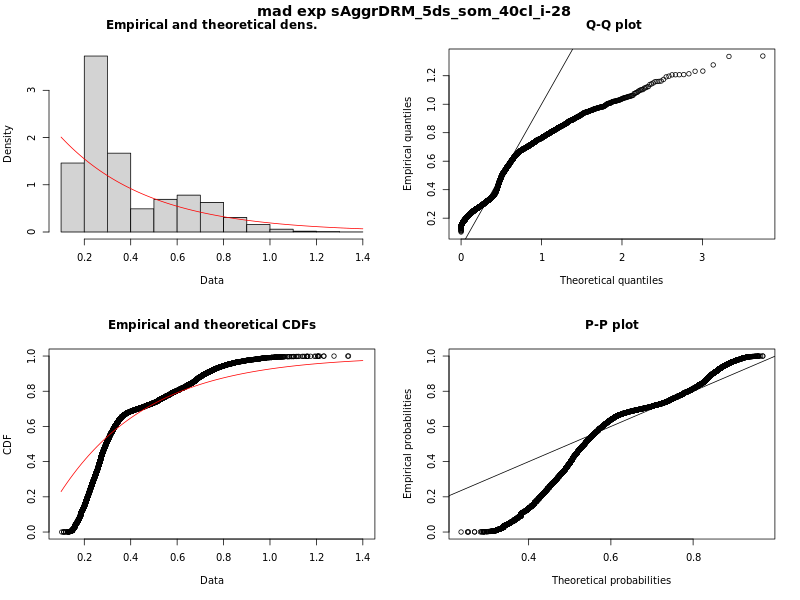 mad exp sAggrDRM_5ds_som_40cl_i-28
Empirical and theoretical dens.
Density
0 1 2 3
0.2 0.4 0.6 0.8 1.0 1.2 1.4
Data
Q-Q plot
Empirical quantiles
0.2 0.4 0.6 0.8 1.0 1.2
0 1 2 3
Theoretical quantiles
Empirical and theoretical CDFs
CDF
0.0 0.2 0.4 0.6 0.8 1.0
0.2 0.4 0.6 0.8 1.0 1.2 1.4
Data
P-P plot
Empirical probabilities
0.0 0.2 0.4 0.6 0.8 1.0
0.4 0.6 0.8
Theoretical probabilities